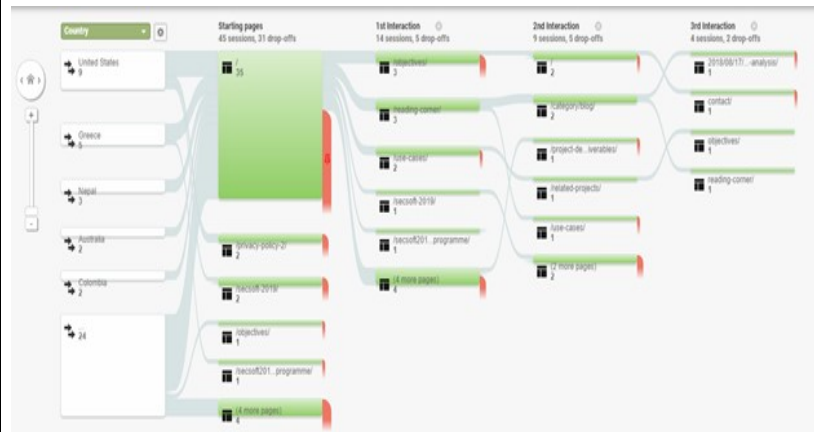 Country
United States
9
Greece
5
Nepal
3
Australia
2
Colombia
2
...
24
Starting pages
45 sessions, 31 drop-offs
/
35
/privacy-policy-2/
2
/secsoft-2019/
2
/objectives/
1
/secsoft201...programme/
1
(4 more pages)
4
1st Interaction
14 sessions, 5 drop-offs
/objectives/
3
/reading-corner/
3
/use-cases/
2
/secsoft-2019/
1
/secsoft201...programme/
1
(4 more pages)
4
2nd Interaction
9 sessions, 5 drop-offs
/
2
/category/blog/
2
/project-de...iverables/
1
/related-projects/
1
/use-cases/
1
(2 more pages)
2
3rd Interaction
4 sessions, 2 drop-offs
2018/08/17/...-analysis/
1
contact/
1
objectives/
1
reading-corner/
1